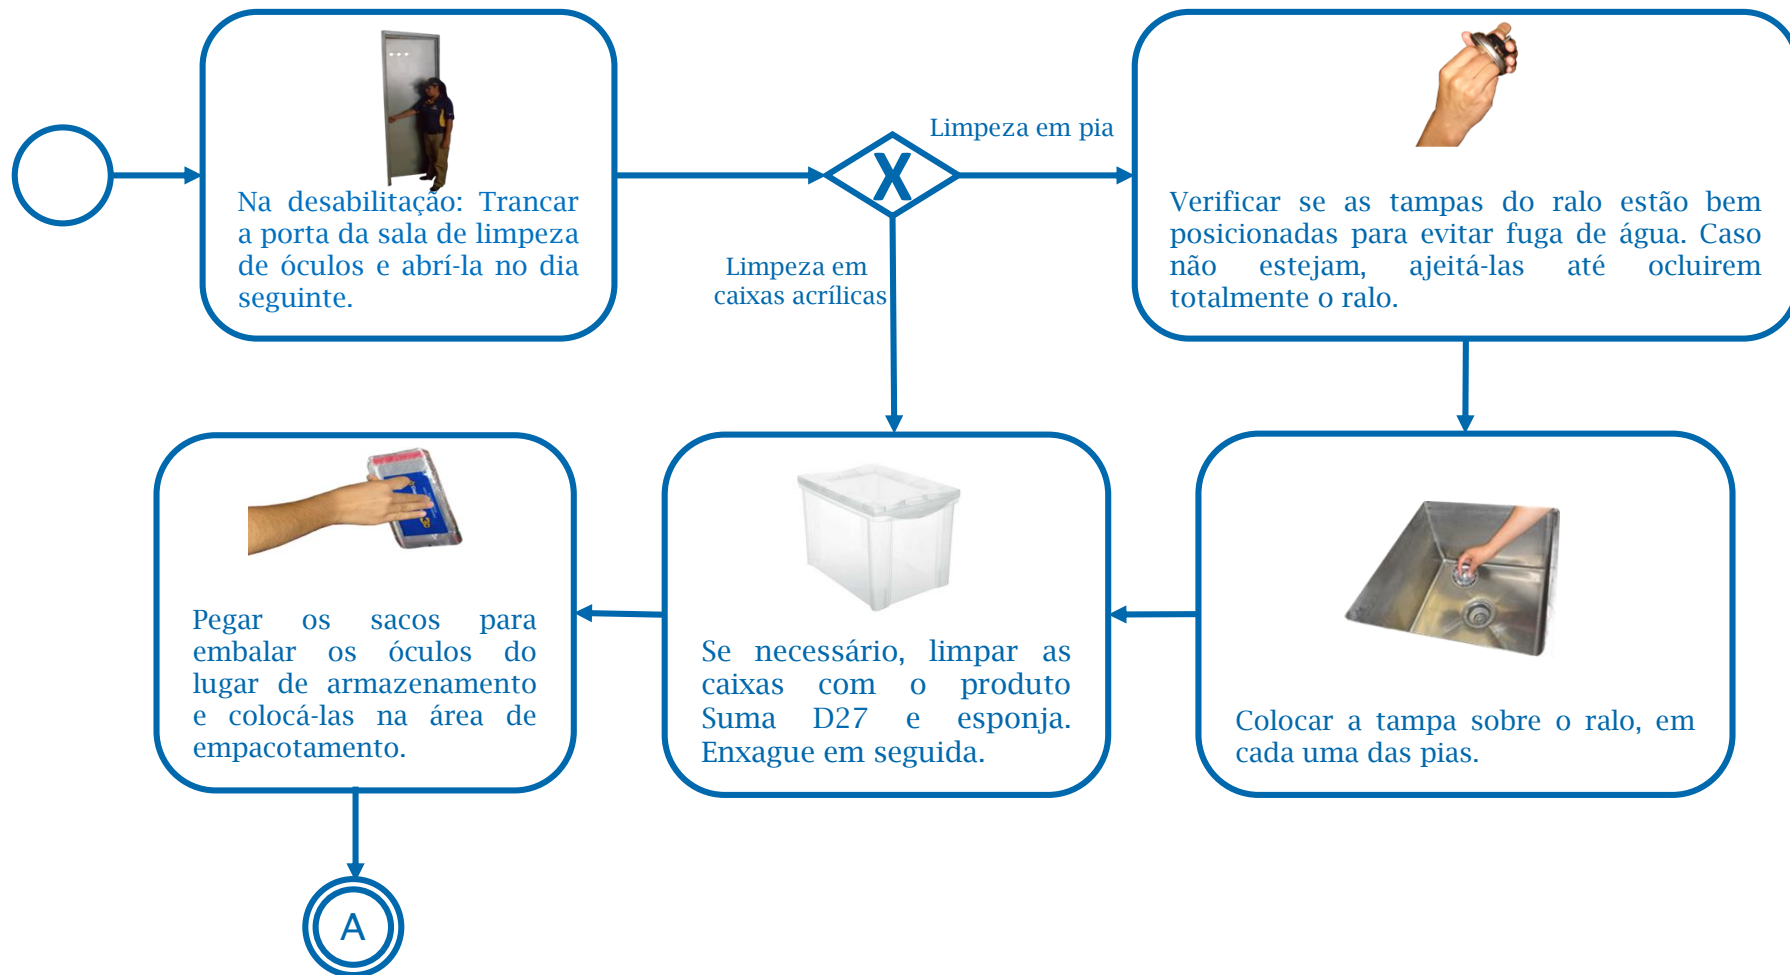 Na desabilitação: Trancar
a porta da sala de limpeza
de óculos e abrí-la no dia
seguinte.
X
Limpeza em pia
Limpeza em
caixas acrílicas
Verificar se as tampas do ralo estão bem
posicionadas para evitar fuga de água. Caso
não estejam, ajeitá-las até ocluirem
totalmente o ralo.
Colocar a tampa sobre o ralo, em
cada uma das pias.
Se necessário, limpar as
caixas com o produto
Suma D27 e esponja.
Enxague em seguida.
Pegar os sacos para
embalar os óculos do
lugar de armazenamento
e colocá-las na área de
empacotamento.
A